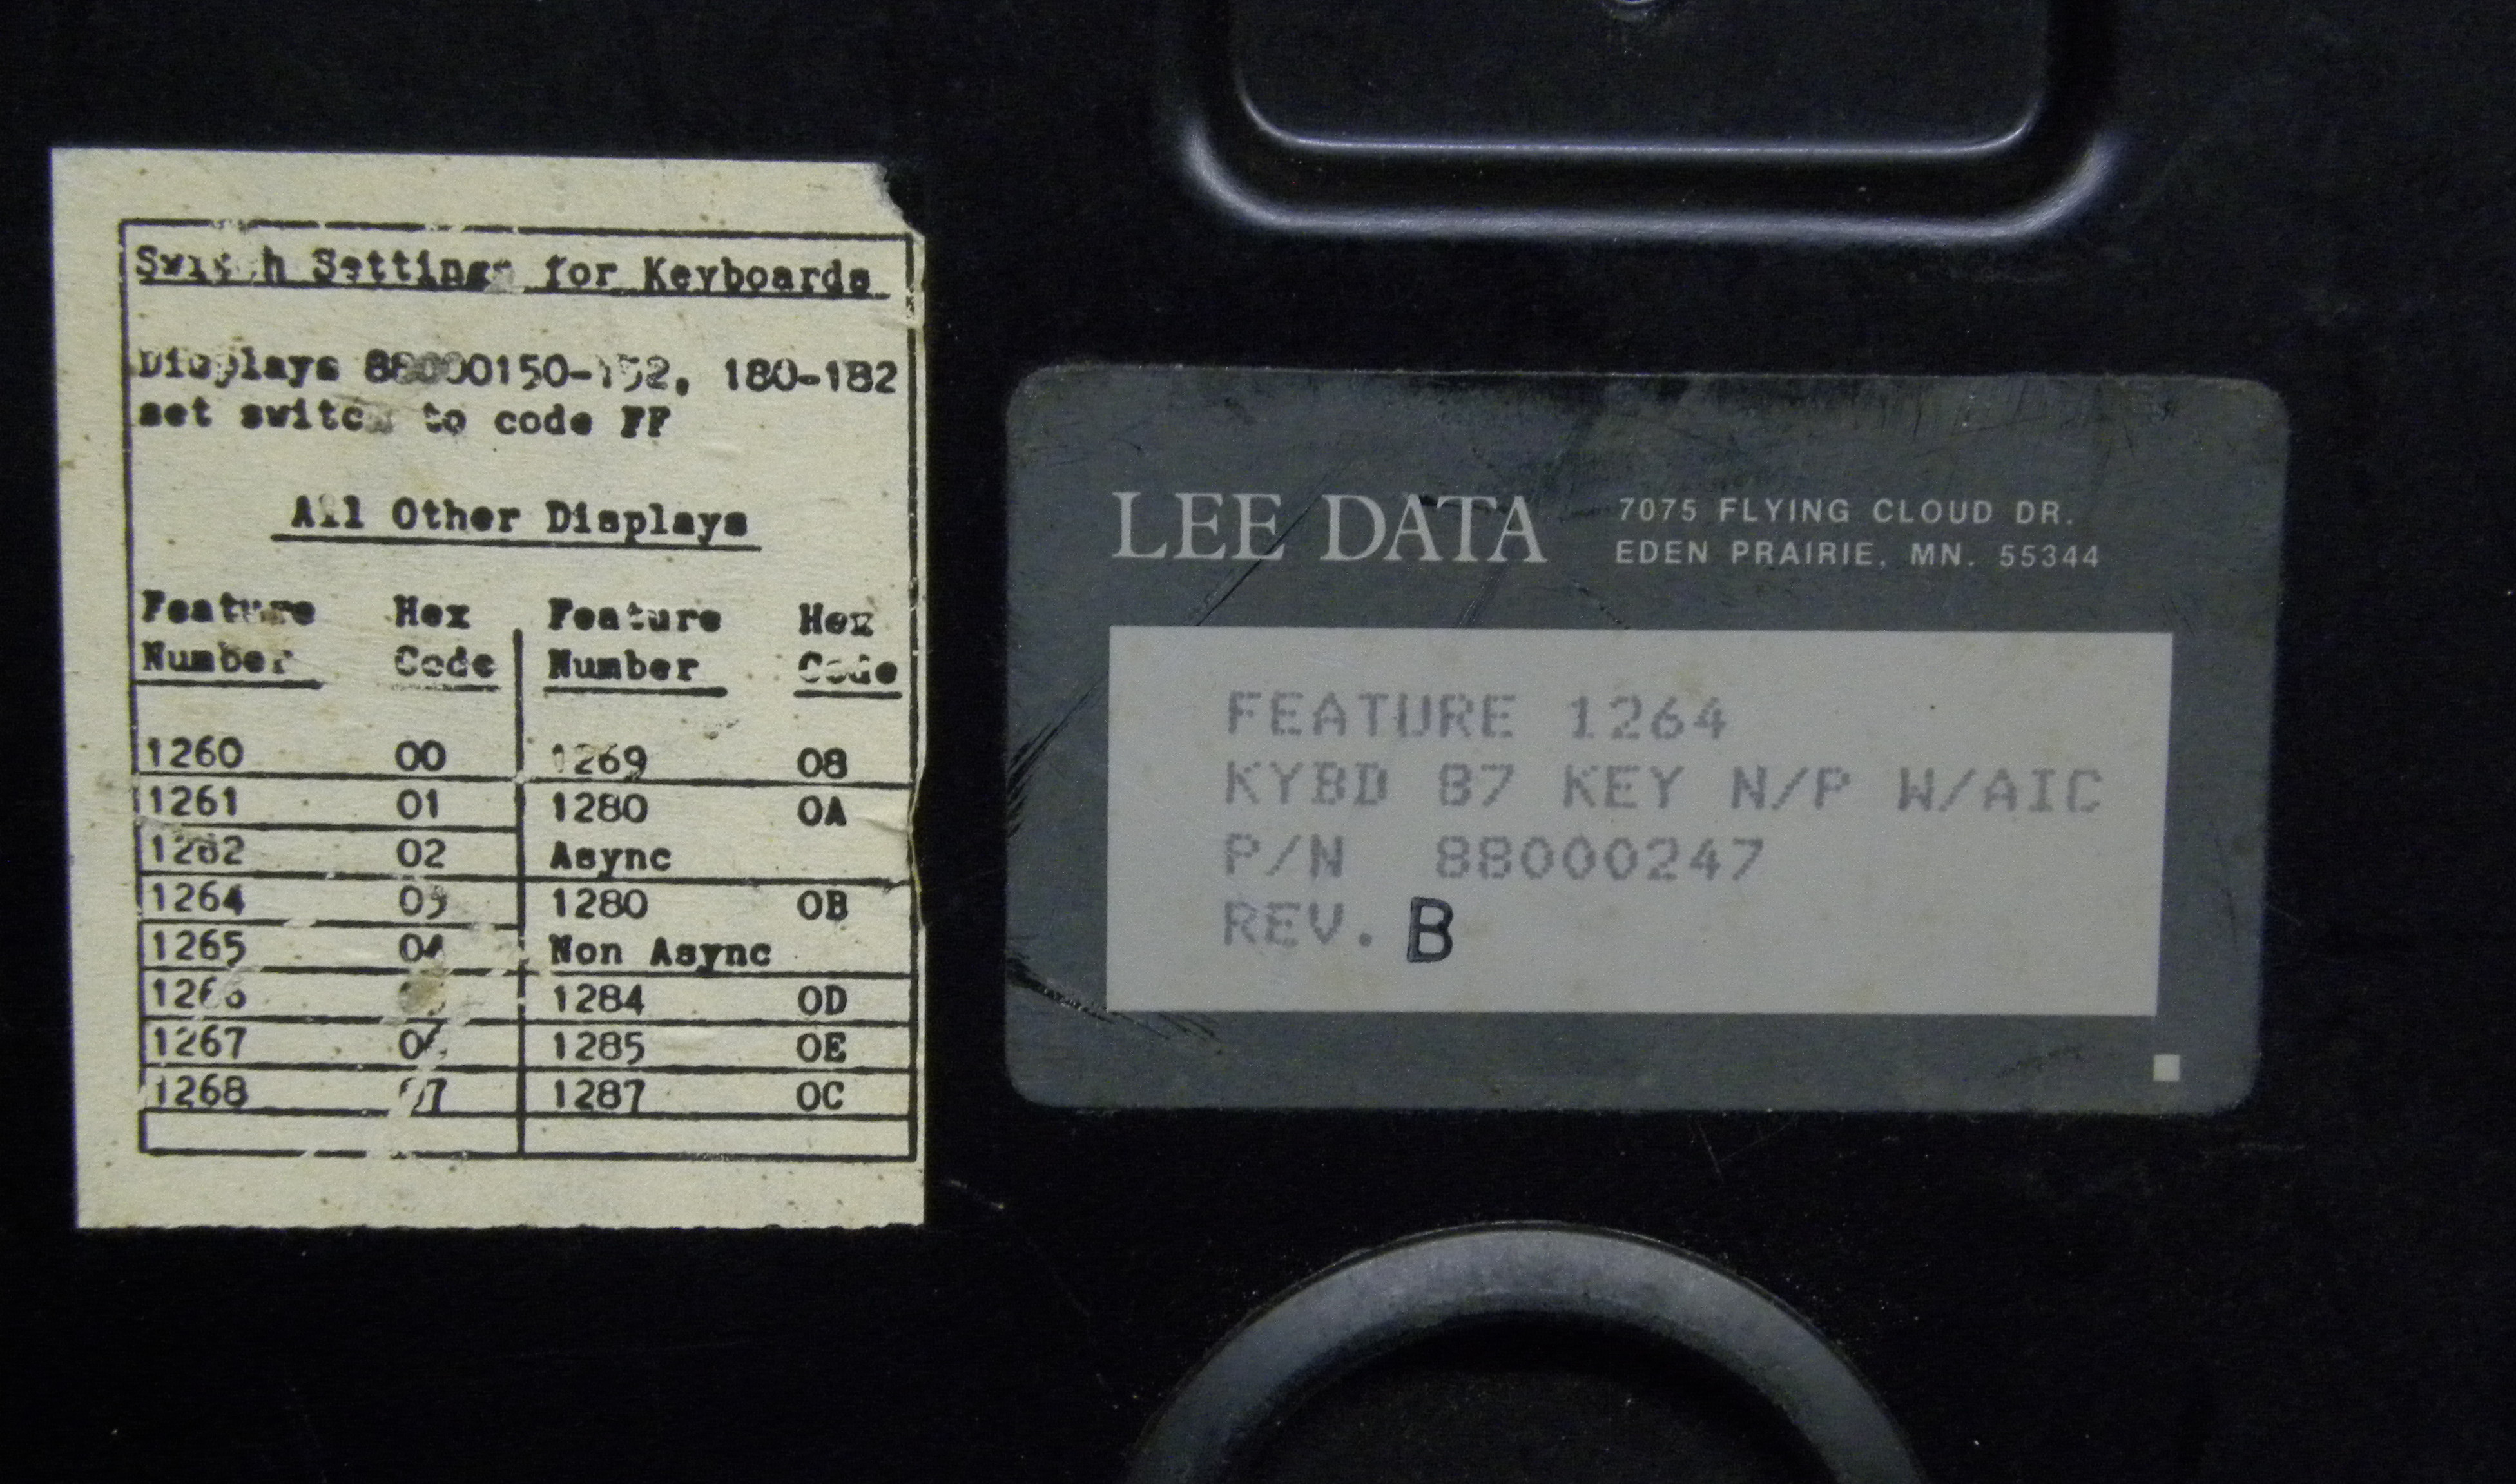 Switch Settings for Keyboards
Displays 88000150-152, 180-182
set switch to code FF
All Other Displays
Feature Hex Feature Hex
Number Code Number Code
1260 00 1269 08
1261 01 1280 0A
1262 02 Async
1264 03 1280 0B
1265 04 Non Async
1266 1284 0D
1267 06 1285 0E
1268 07 1287 0C
LEE DATA
7075 FLYING CLOUD DR.
EDEN PRAIRIE, MN. 55344
FEATURE 1264
KYBD 87 KEY N/P W/AIC
P/N 88000247
REV. B